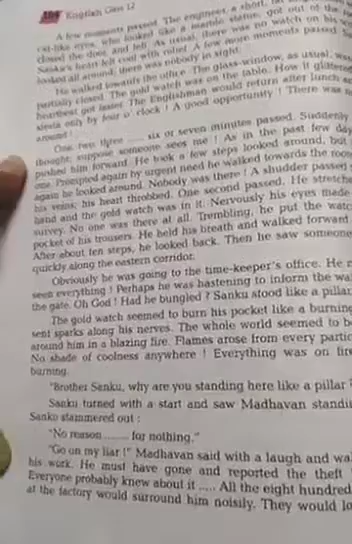 104 English Class 12
A few moments passed. The engineer, a short,
cat-like eyes, who looked like a marble statue, got out of the
closed the door, and left. As usual, there was no watch on his
Sanku's heart felt cold with relief. A few more moments passed.
looked all around; there was nobody in sight.
He walked towards the office. The glass-window, as usual, was
partially closed. The gold watch was on the table. How it glittered
heartbeat got faster. The Englishman would return after lunch
siesta only by four o' clock ! A good opportunity ! There was
around !
One, two, three ...... six or seven minutes passed. Suddenly
thought; suppose someone sees me ! As in the past few day
pushed him forward. He took a few steps looked around, but
one. Prompted again by urgent need he walked towards the room
again he looked around. Nobody was there ! A shudder passed
his veins; his heart throbbed. One second passed. He stretche
hand and the gold watch was in it. Nervously his eyes made
survey. No one was there at all. Trembling, he put the watc
pocket of his trousers. He held his breath and walked forward
After about ten steps, he looked back. Then he saw someone
quickly along the eastern corridor.
Obviously he was going to the time-keeper's office. He
seen everything ! Perhaps he was hastening to inform the wa
the gate. Oh God ! Had he bungled ? Sanku stood like a pillar
The gold watch seemed to burn his pocket like a burning
sent sparks along his nerves. The whole world seemed to b
around him in a blazing fire. Flames arose from every partic
No shade of coolness anywhere ! Everything was on fire
burning.
"Brother Sanku, why are you standing here like a pillar
Sanku turned with a start and saw Madhavan standi
Sanko stammered out :
"No reason ........ for nothing."
"Go on my liar !" Madhavan said with a laugh and wa
his work. He must have gone and reported the theft
Everyone probably knew about it ..... All the eight hundred
at the factory would surround him noisily. They would lo